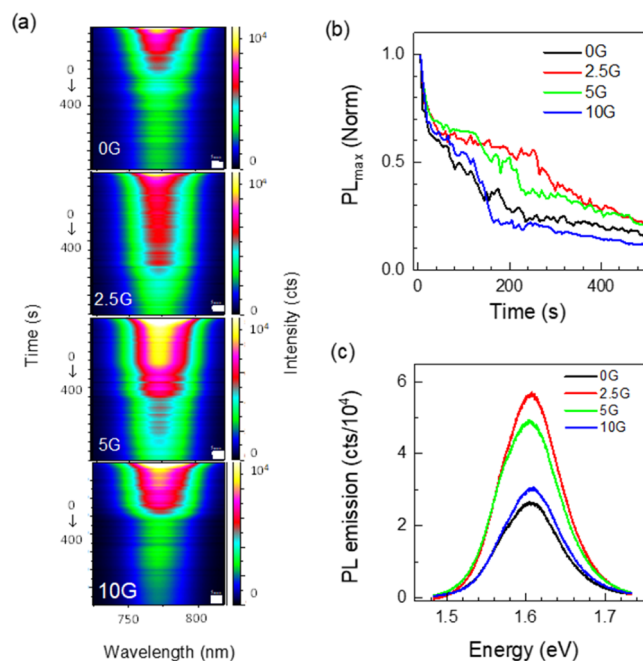 (a)
10⁴
0
↓
400
0G
0
10⁴
2.5G
0
↓
400
0
10⁴
5G
0
↓
400
0
10⁴
10G
0
↓
400
0
Time (s)
Intensity (cts)
750 800
Wavelength (nm)
(b)
0G
2.5G
5G
10G
1.0
0.5
0.0
PLmax (Norm)
0 200 400
Time (s)
(c)
0G
2.5G
5G
10G
6
4
2
0
PL emission (cts/10⁴)
1.5 1.6 1.7
Energy (eV)